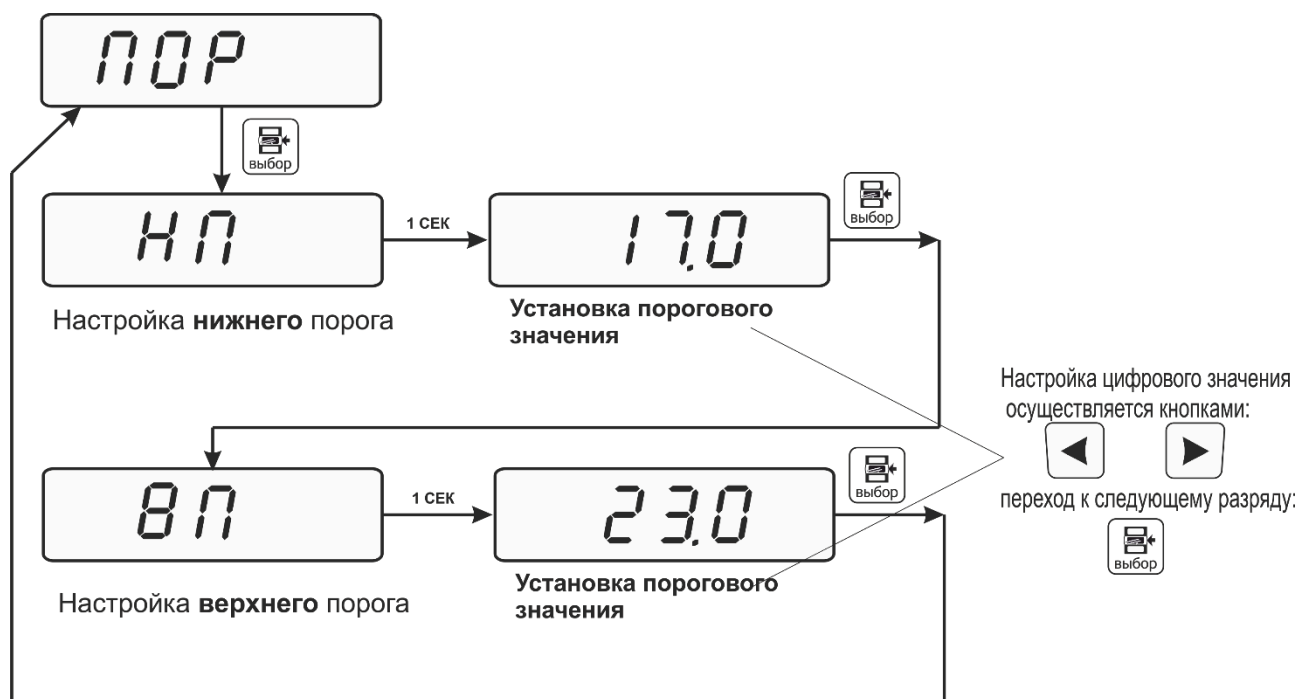 ПОР
выбор
НП
1 СЕК
17.0
выбор
Настройка нижнего порога
Установка порогового
значения
Настройка цифрового значения
осуществляется кнопками:
переход к следующему разряду:
выбор
ВП
1 СЕК
23.0
выбор
Настройка верхнего порога
Установка порогового
значения